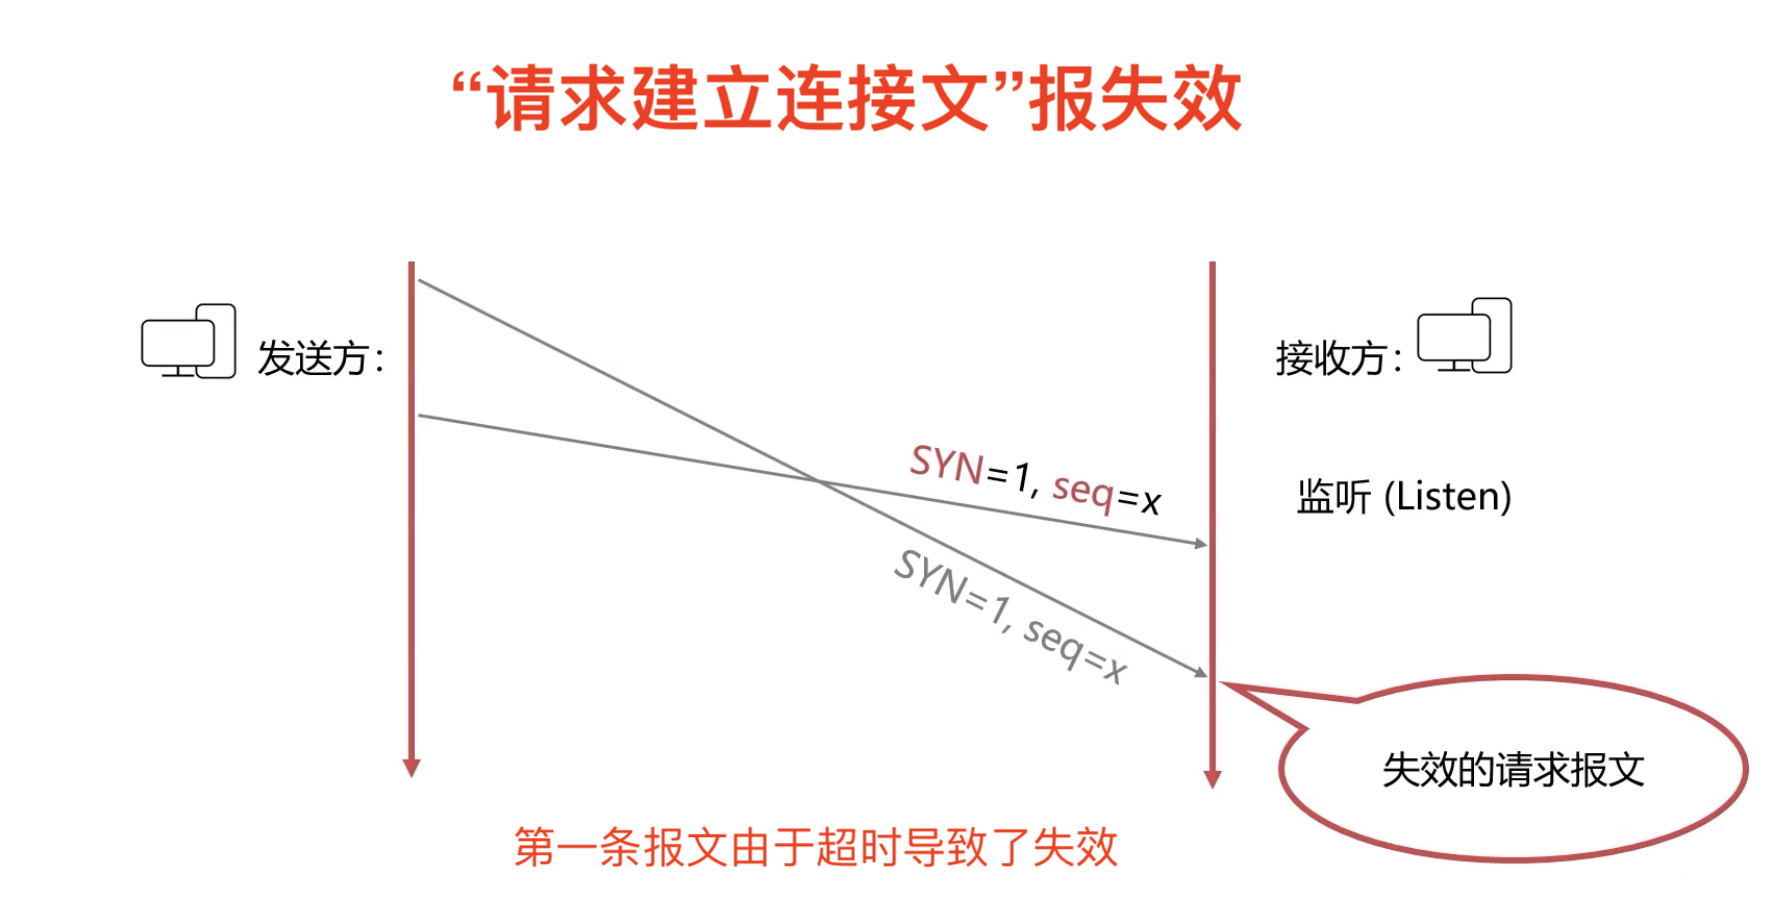 “请求建立连接文”报失效
发送方：
接收方：
SYN=1, seq=x
监听 (Listen)
SYN=1, seq=x
失效的请求报文
第一条报文由于超时导致了失效